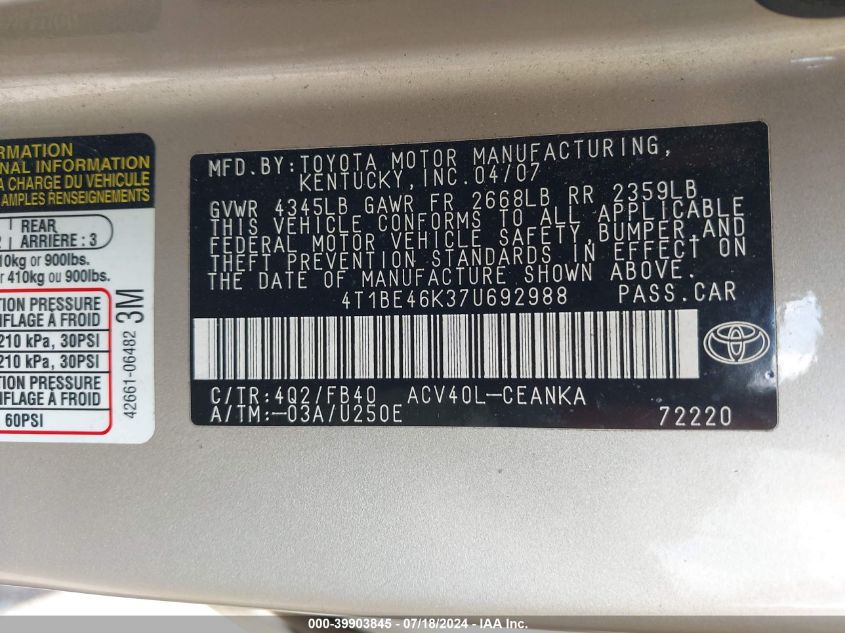 RMATION
NAL INFORMATION
A CHARGE DU VÉHICULE
AMPLES RENSEIGNEMENTS
REAR
ARRIÈRE : 3
10kg or 900lbs.
r 410kg ou 900lbs.
TION PRESSURE
NFLAGE À FROID
210 kPa, 30PSI
210 kPa, 30PSI
TION PRESSURE
NFLAGE À FROID
60PSI
42661-06482 3M
MFD.BY:TOYOTA MOTOR MANUFACTURING,
KENTUCKY, INC.04/07
GVWR 4345LB GAWR FR 2668LB RR 2359LB
THIS VEHICLE CONFORMS TO ALL APPLICABLE
FEDERAL MOTOR VEHICLE SAFETY,BUMPER,AND
THEFT PREVENTION STANDARDS IN EFFECT ON
THE DATE OF MANUFACTURE SHOWN ABOVE.
4T1BE46K37U692988 PASS.CAR
C/TR:4Q2/FB40 ACV40L-CEANKA
A/TM:-03A/U250E 72220
000-39903845 - 07/18/2024 - IAA Inc.